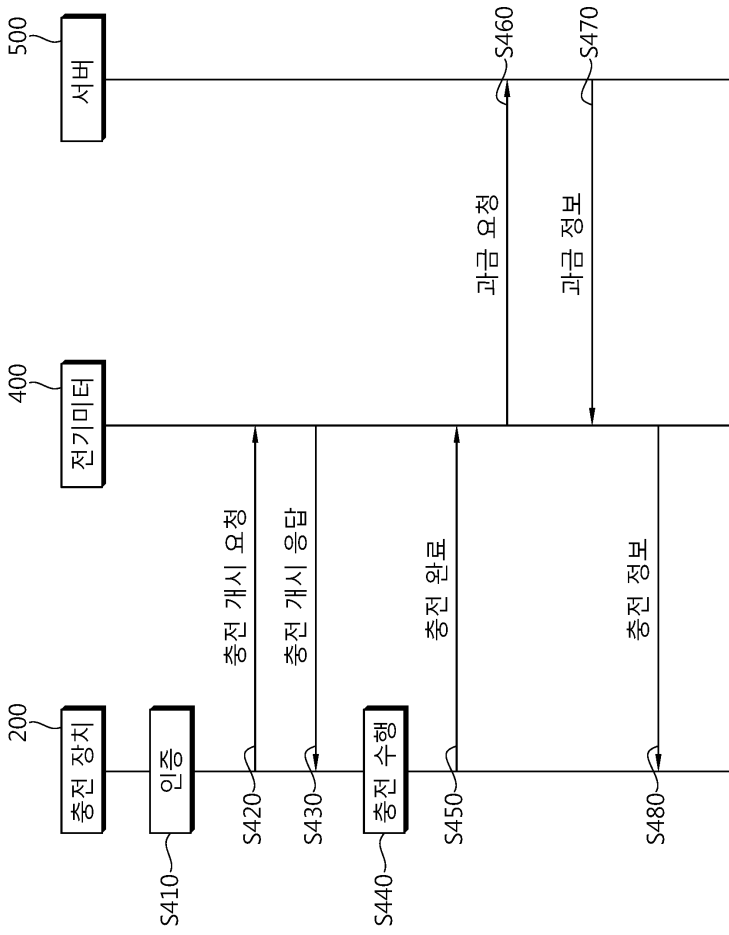 200
400
500
충전 장치
전기미터
서버
S410
인증
충전 개시 요청
S420
충전 개시 응답
S430
S440
충전 수행
충전 완료
S450
과금 요청
S460
과금 정보
S470
충전 정보
S480